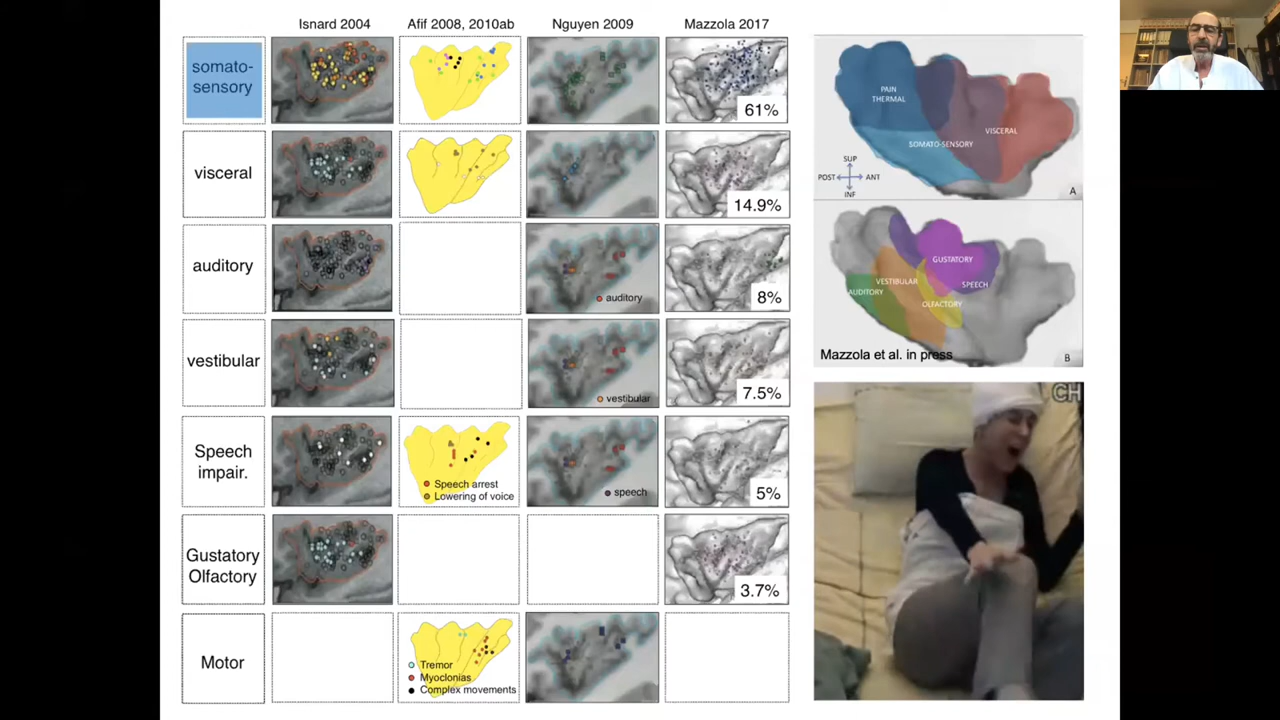 Isnard 2004
Afif 2008, 2010ab
Nguyen 2009
Mazzola 2017
somato-
sensory
61%
visceral
14.9%
auditory
auditory
8%
vestibular
vestibular
7.5%
Speech
impair.
Speech arrest
Lowering of voice
speech
5%
Gustatory
Olfactory
3.7%
Motor
Tremor
Myoclonias
Complex movements
PAIN
THERMAL
VISCERAL
SOMATO-SENSORY
SUP
POST
ANT
INF
A
GUSTATORY
VESTIBULAR
SPEECH
AUDITORY
OLFACTORY
Mazzola et al. in press
B
CH